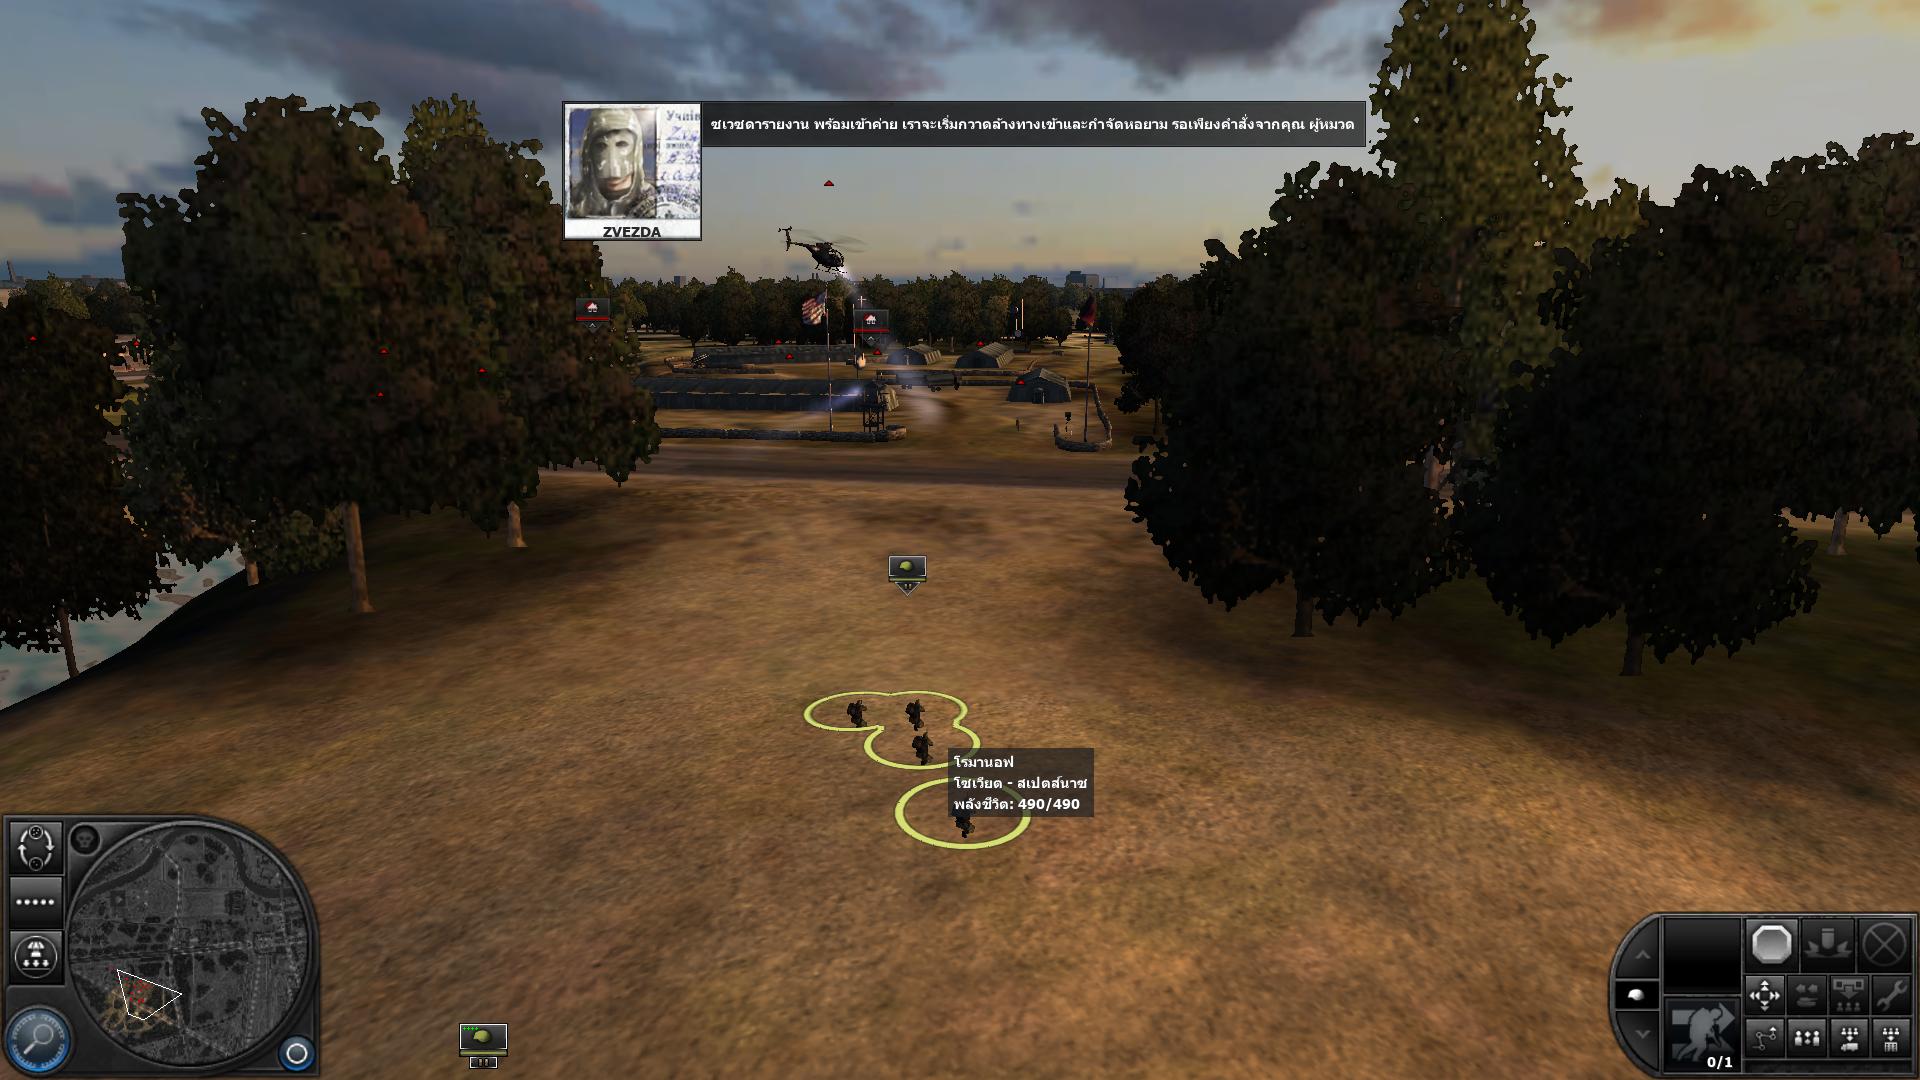 ซเวซดารายงาน พร้อมเข้าค่าย เราจะเริ่มกวาดล้างทางเข้าและกำจัดหอยาม รอเพียงคำสั่งจากคุณ ผู้หมวด
ZVEZDA
โรมานอฟ
โซเวียต - สเปตส์นาซ
พลังชีวิต: 490/490
0/1